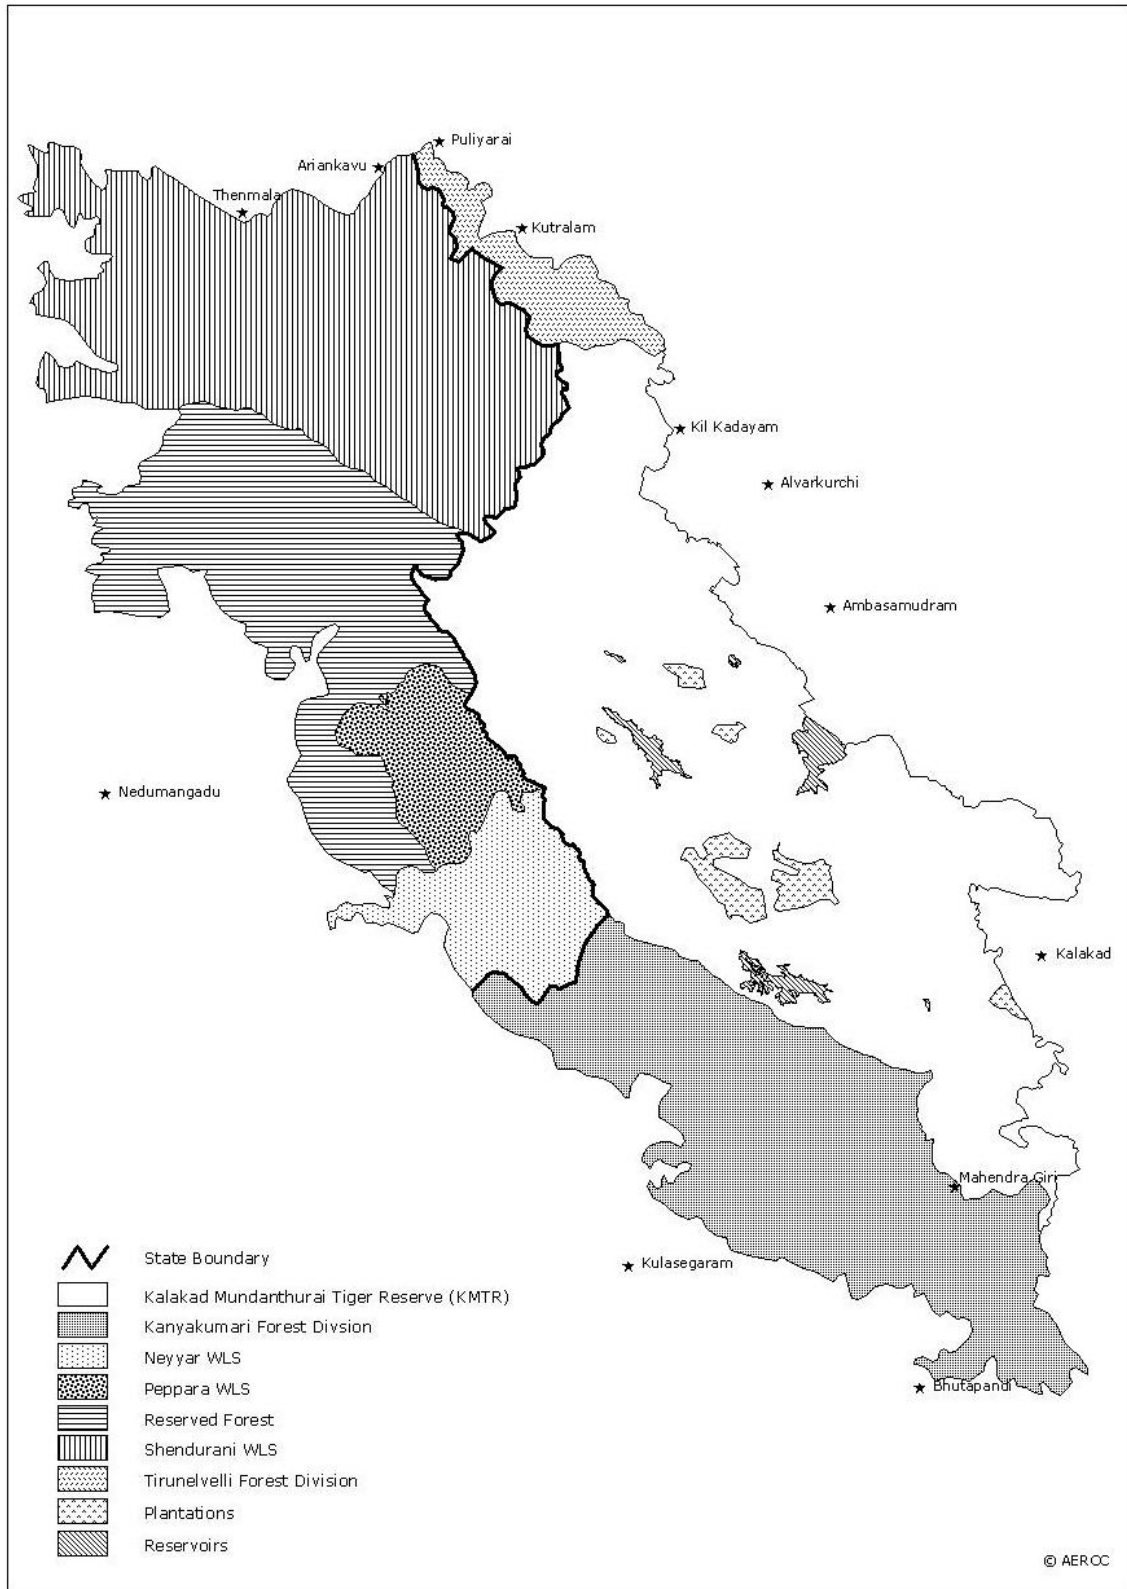 Puliyarai
Ariankavu
Thenmala
Kutralam
Kil Kadayam
Alvarkurchi
Ambasamudram
Nedumangadu
Kalakad
Mahendra Giri
Kulasegaram
Bhutapandi
State Boundary
Kalakad Mundanthurai Tiger Reserve (KMTR)
Kanyakumari Forest Divsion
Neyyar WLS
Peppara WLS
Reserved Forest
Shendurani WLS
Tirunelvelli Forest Division
Plantations
Reservoirs
© AERCC